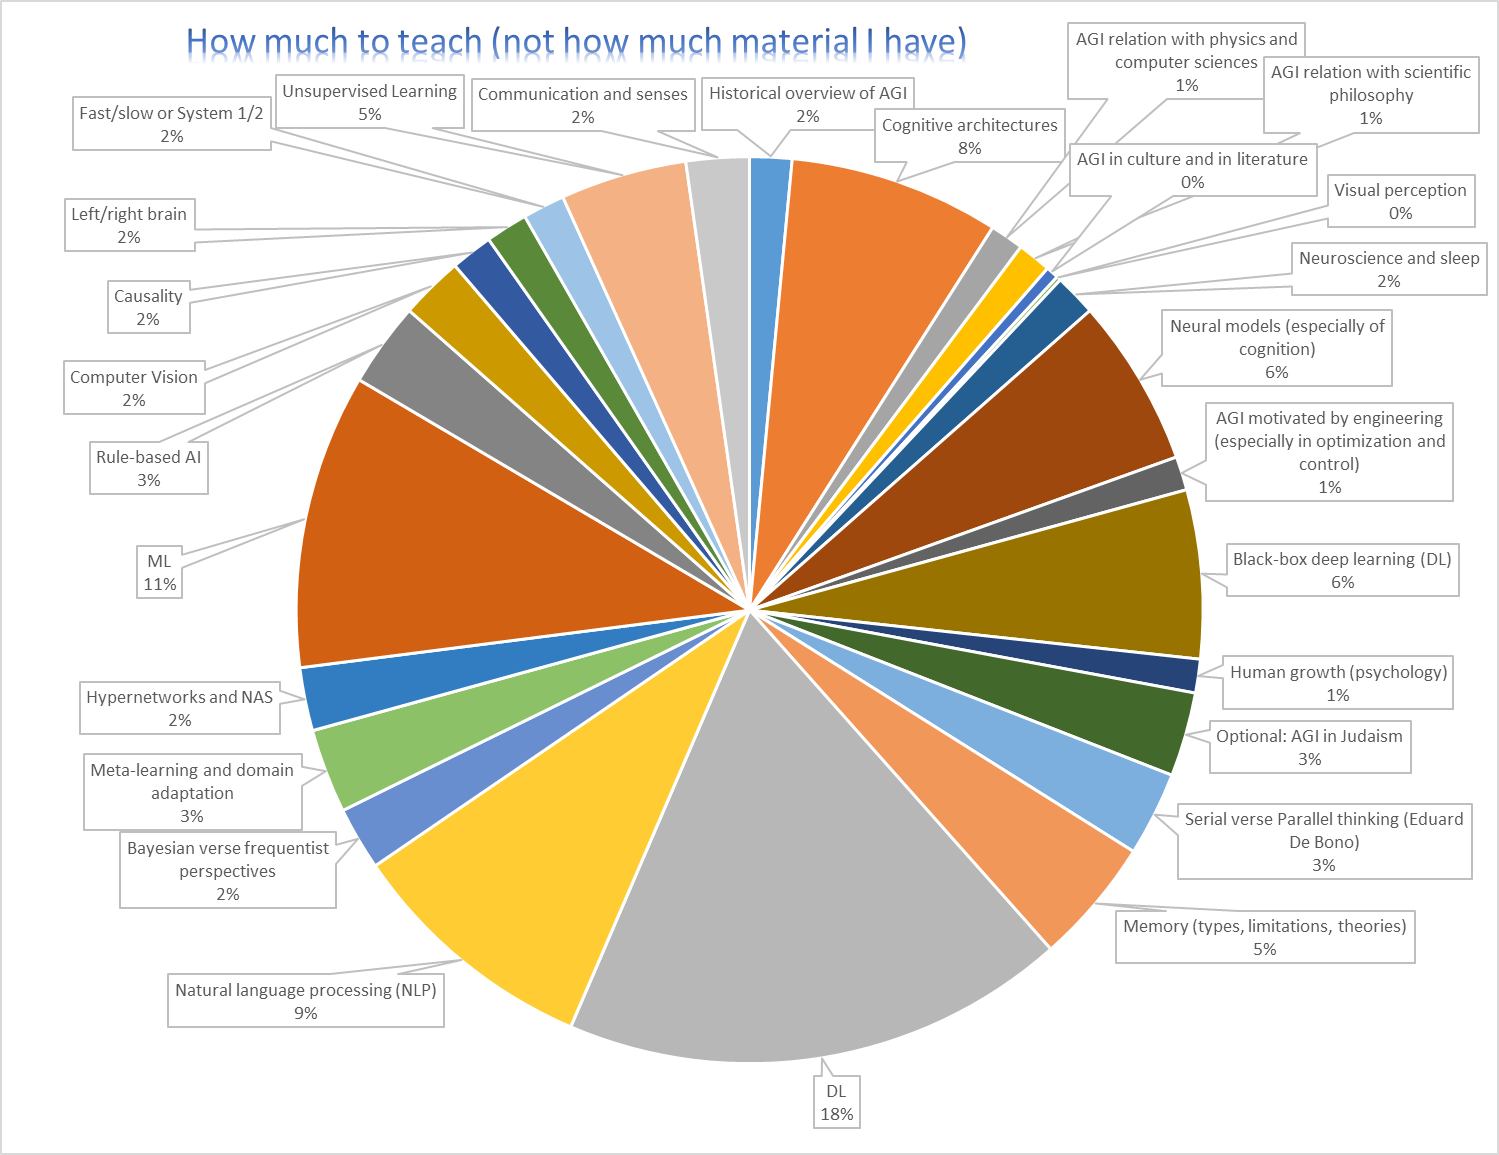 How much to teach (not how much material I have)
Historical overview of AGI
2%
Cognitive architectures
8%
AGI relation with physics and
computer sciences
1%
AGI relation with scientific
philosophy
1%
AGI in culture and in literature
0%
Visual perception
0%
Neuroscience and sleep
2%
Neural models (especially of
cognition)
6%
AGI motivated by engineering
(especially in optimization and
control)
1%
Black-box deep learning (DL)
6%
Human growth (psychology)
1%
Optional: AGI in Judaism
3%
Serial verse Parallel thinking (Eduard
De Bono)
3%
Memory (types, limitations, theories)
5%
DL
18%
Natural language processing (NLP)
9%
Bayesian verse frequentist
perspectives
2%
Meta-learning and domain
adaptation
3%
Hypernetworks and NAS
2%
ML
11%
Rule-based AI
3%
Computer Vision
2%
Causality
2%
Left/right brain
2%
Fast/slow or System 1/2
2%
Unsupervised Learning
5%
Communication and senses
2%